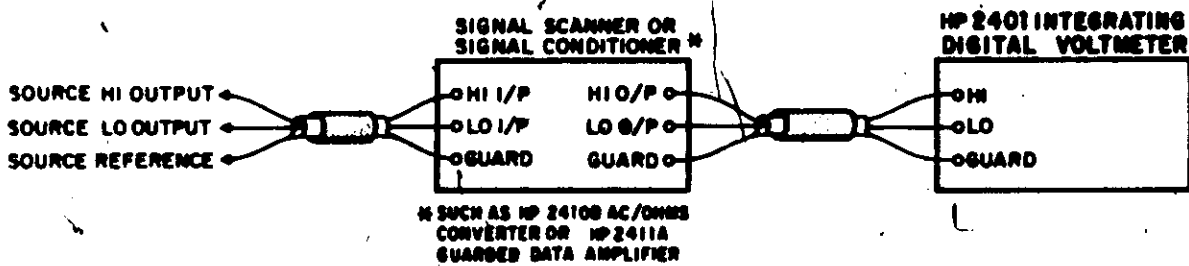 SIGNAL SCANNER OR
SIGNAL CONDITIONER *
HP 2401 INTEGRATING
DIGITAL VOLTMETER
SOURCE HI OUTPUT
SOURCE LO OUTPUT
SOURCE REFERENCE
HI I/P
LO I/P
GUARD
HI O/P
LO O/P
GUARD
HI
LO
GUARD
* SUCH AS HP 2410B AC/OHMS
CONVERTER OR HP 2411A
GUARDED DATA AMPLIFIER